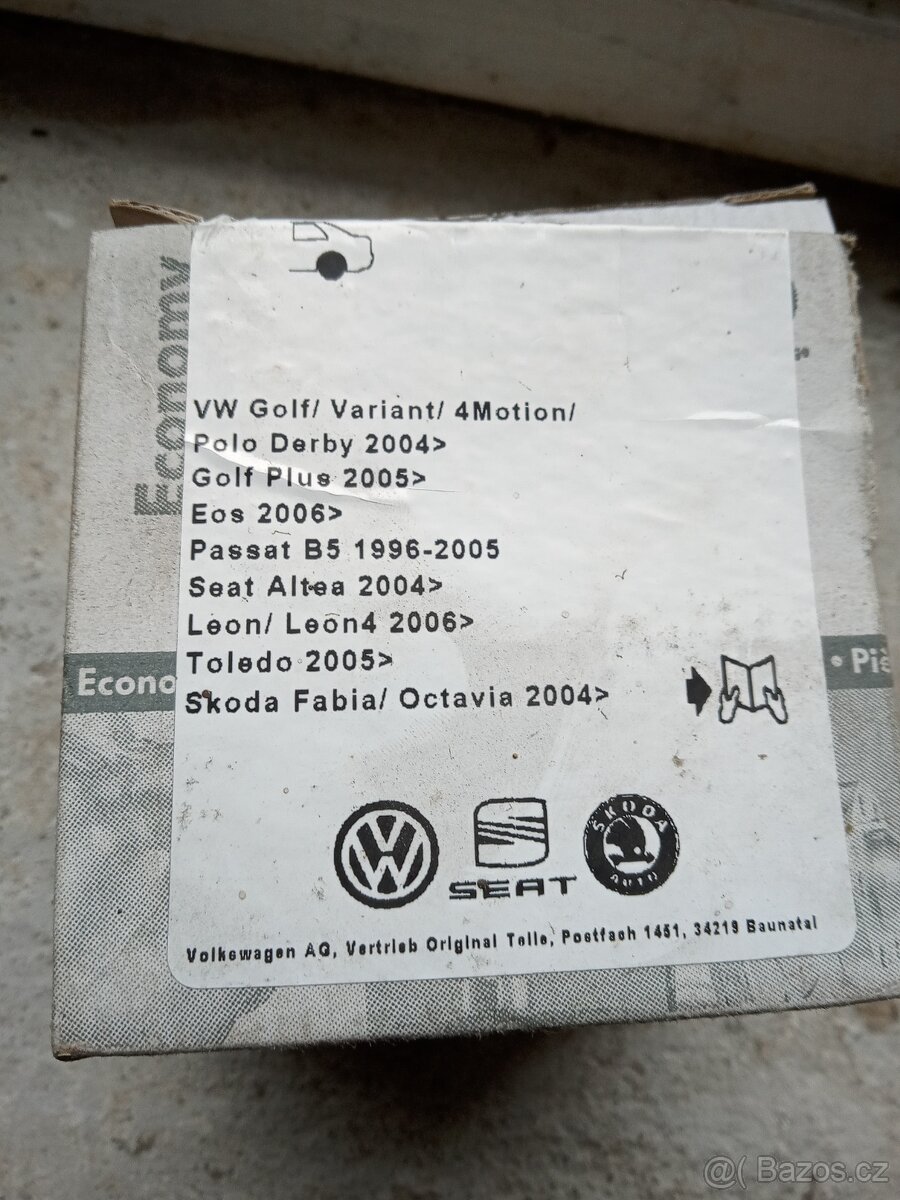 Economy
VW Golf/ Variant/ 4Motion/
Polo Derby 2004>
Golf Plus 2005>
Eos 2006>
Passat B5 1996-2005
Seat Altea 2004>
Leon/ Leon4 2006>
Toledo 2005>
Skoda Fabia/ Octavia 2004>
Econo
• Piè
SEAT
ŠKODA
AUTO
Volkswagen AG, Vertrieb Original Teile, Postfach 1451, 34219 Baunatal
@( Bazos.cz